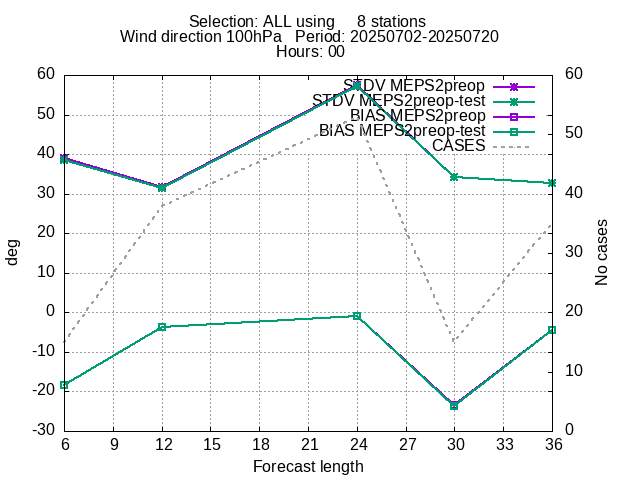 Selection: ALL using     8 stations
Wind direction 100hPa   Period: 20250702-20250720
Hours: 00
STDV MEPS2preop
STDV MEPS2preop-test
BIAS MEPS2preop
BIAS MEPS2preop-test
CASES
60
50
40
30
20
10
0
-10
-20
-30
deg
60
50
40
30
20
10
0
No cases
6 9 12 15 18 21 24 27 30 33 36
Forecast length